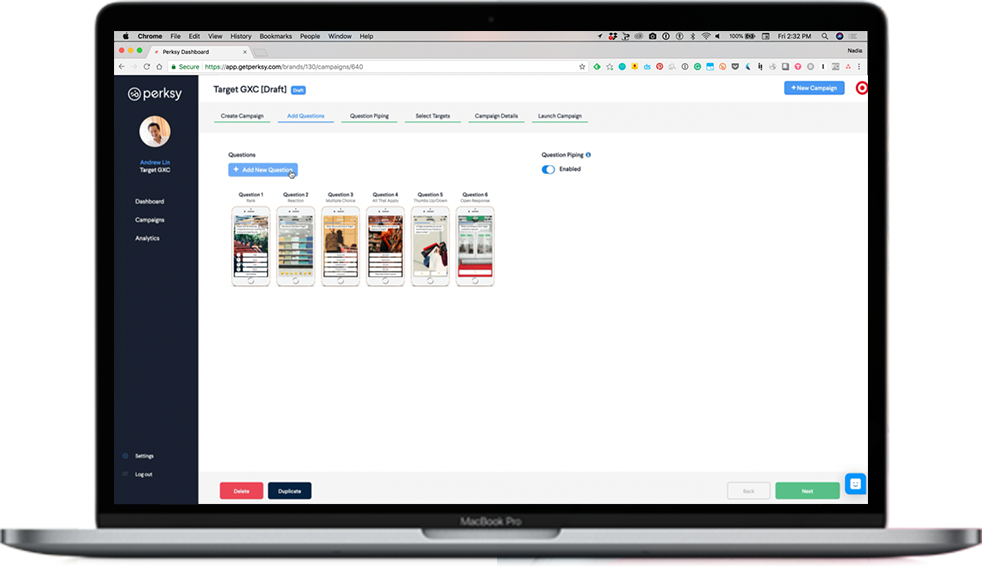 Chrome File Edit View History Bookmarks People Window Help
100%
Fri 2:32 PM
Perksy Dashboard
Nadia
Secure https://app.getperksy.com/brands/130/campaigns/640
perksy
Target GXC [Draft] Draft
+ New Campaign
Create Campaign Add Questions Question Piping Select Targets Campaign Details Launch Campaign
Andrew Lin
Target GXC
Dashboard
Campaigns
Analytics
Questions
+ Add New Question
Question Piping
Enabled
Question 1 Question 2 Question 3 Question 4 Question 5 Question 6
Rank Reaction Multiple Choice All That Apply Thumbs Up/Down Open Response
Settings
Log out
Delete Duplicate Back Next
MacBook Pro